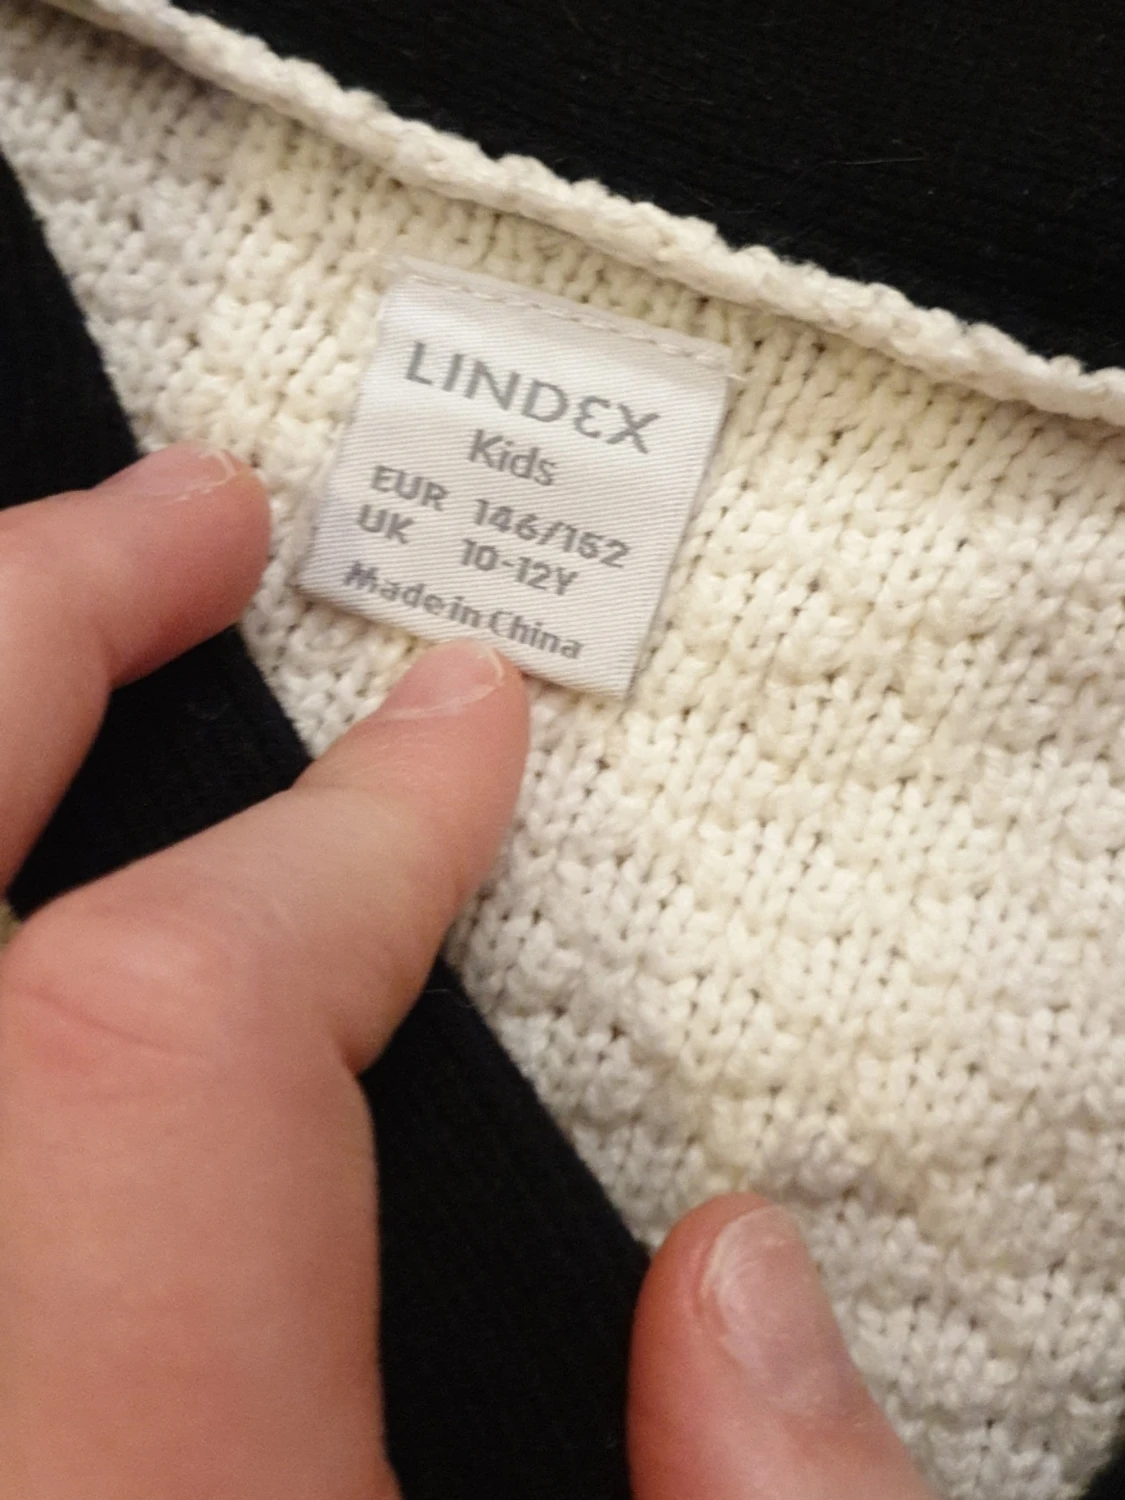 LINDEX
Kids
EUR 146/152
UK 10-12Y
Made in China